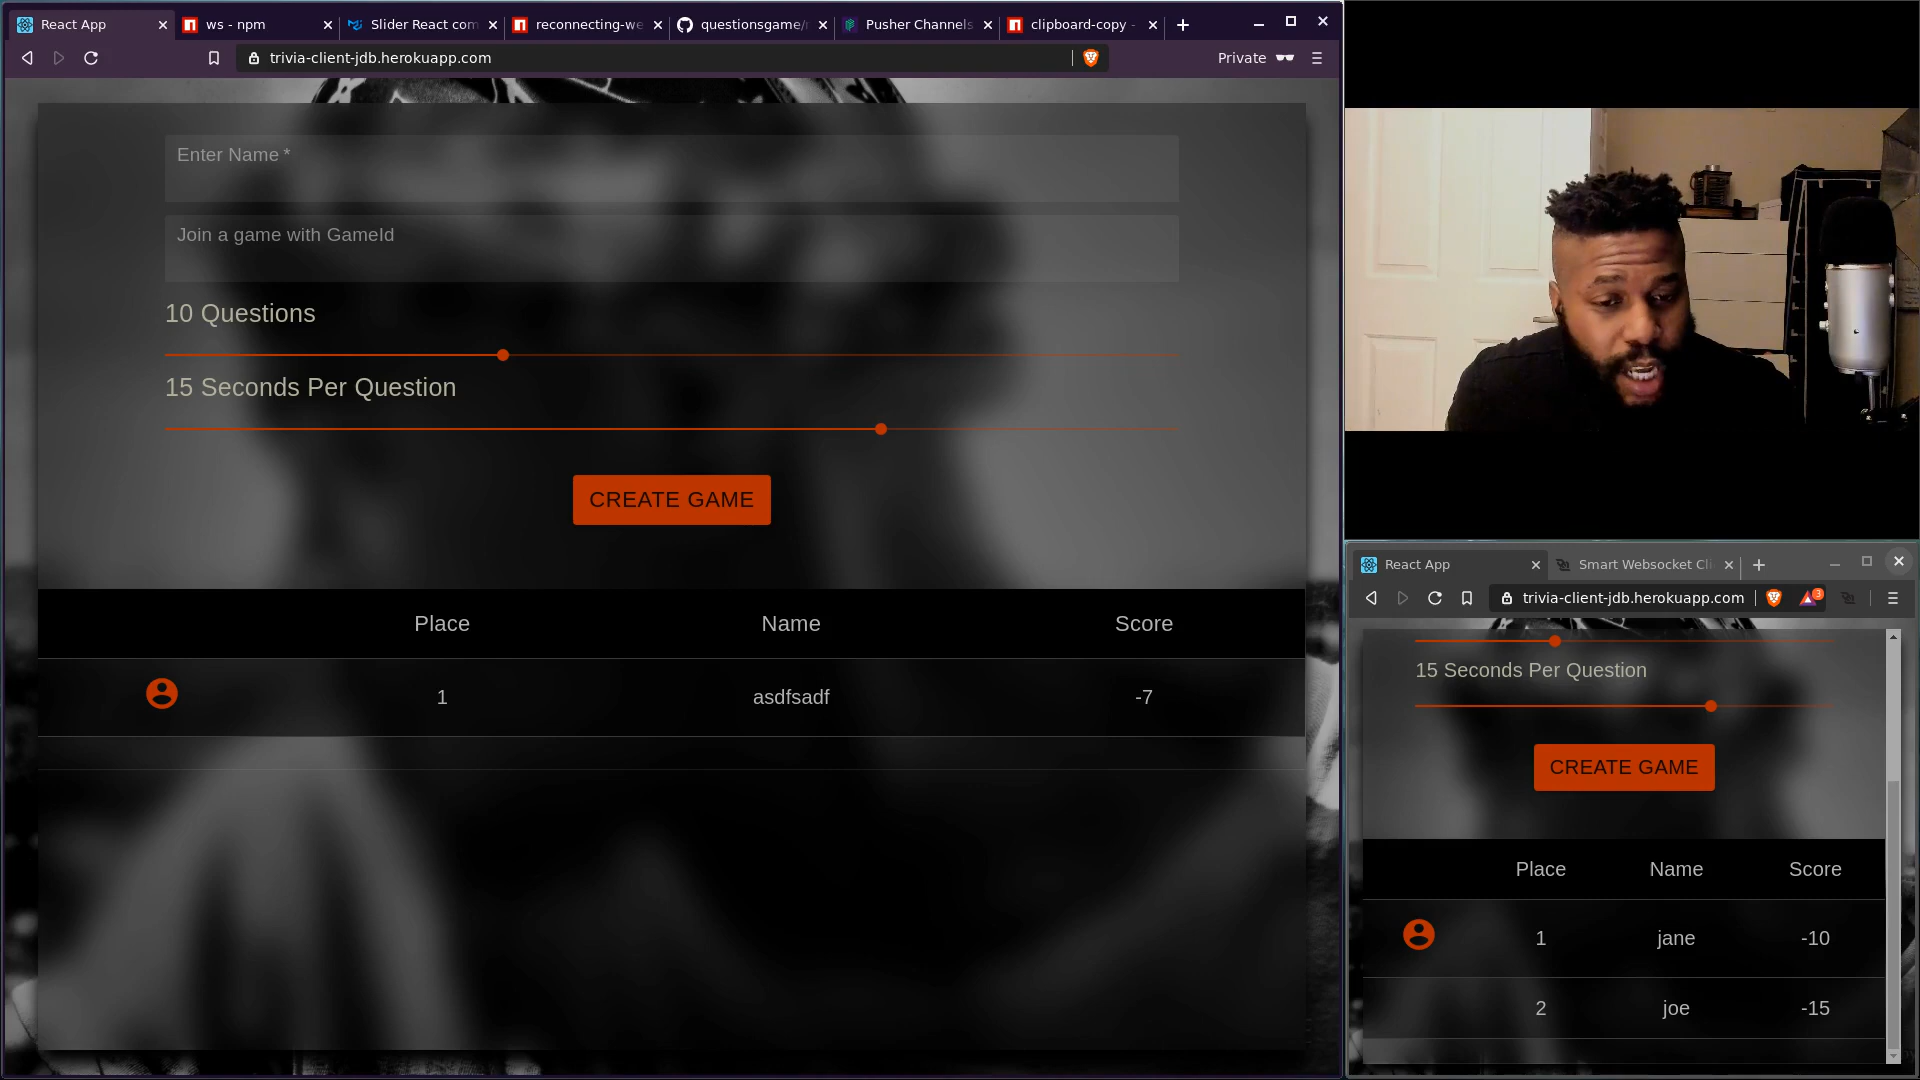 React App
ws - npm
Slider React com
reconnecting-we
questionsgame/r
Pusher Channels
clipboard-copy -
trivia-client-jdb.herokuapp.com
Private
Enter Name *
Join a game with GameId
10 Questions
15 Seconds Per Question
CREATE GAME
Place Name Score
1 asdfsadf -7
React App
Smart Websocket Cli
trivia-client-jdb.herokuapp.com
3
15 Seconds Per Question
CREATE GAME
Place Name Score
1 jane -10
2 joe -15